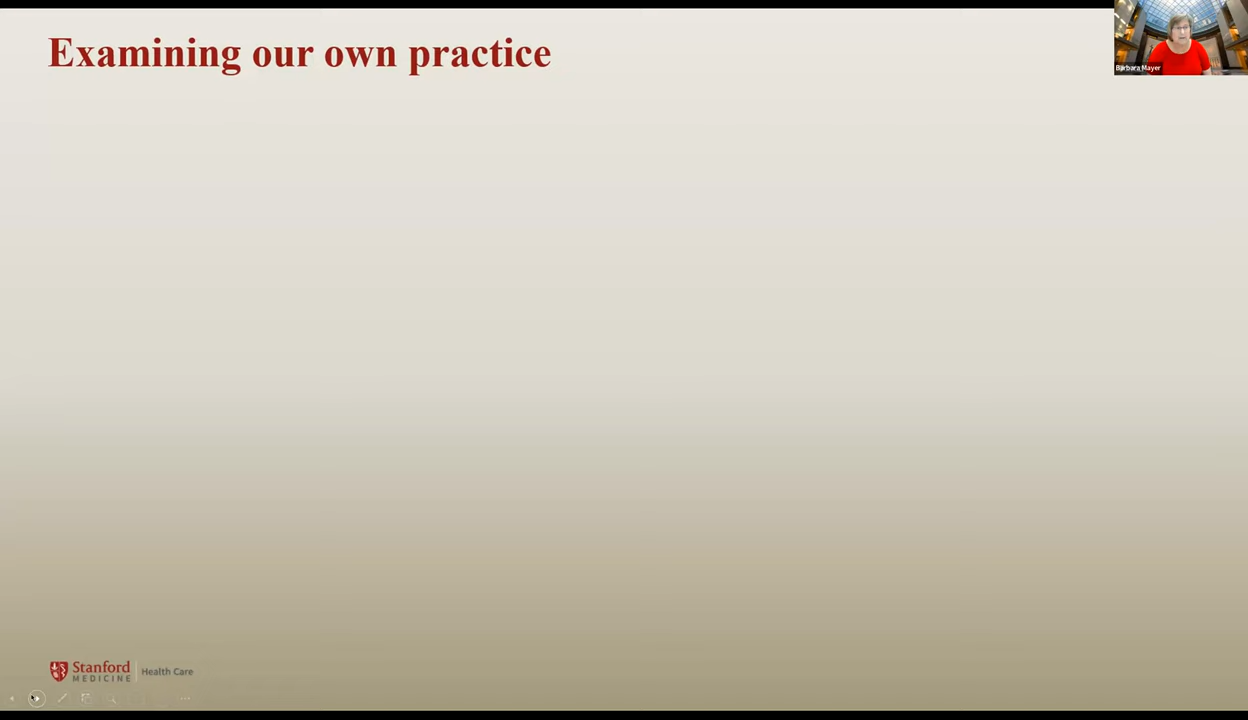 Examining our own practice
Barbara Mayer
Stanford
MEDICINE
Health Care